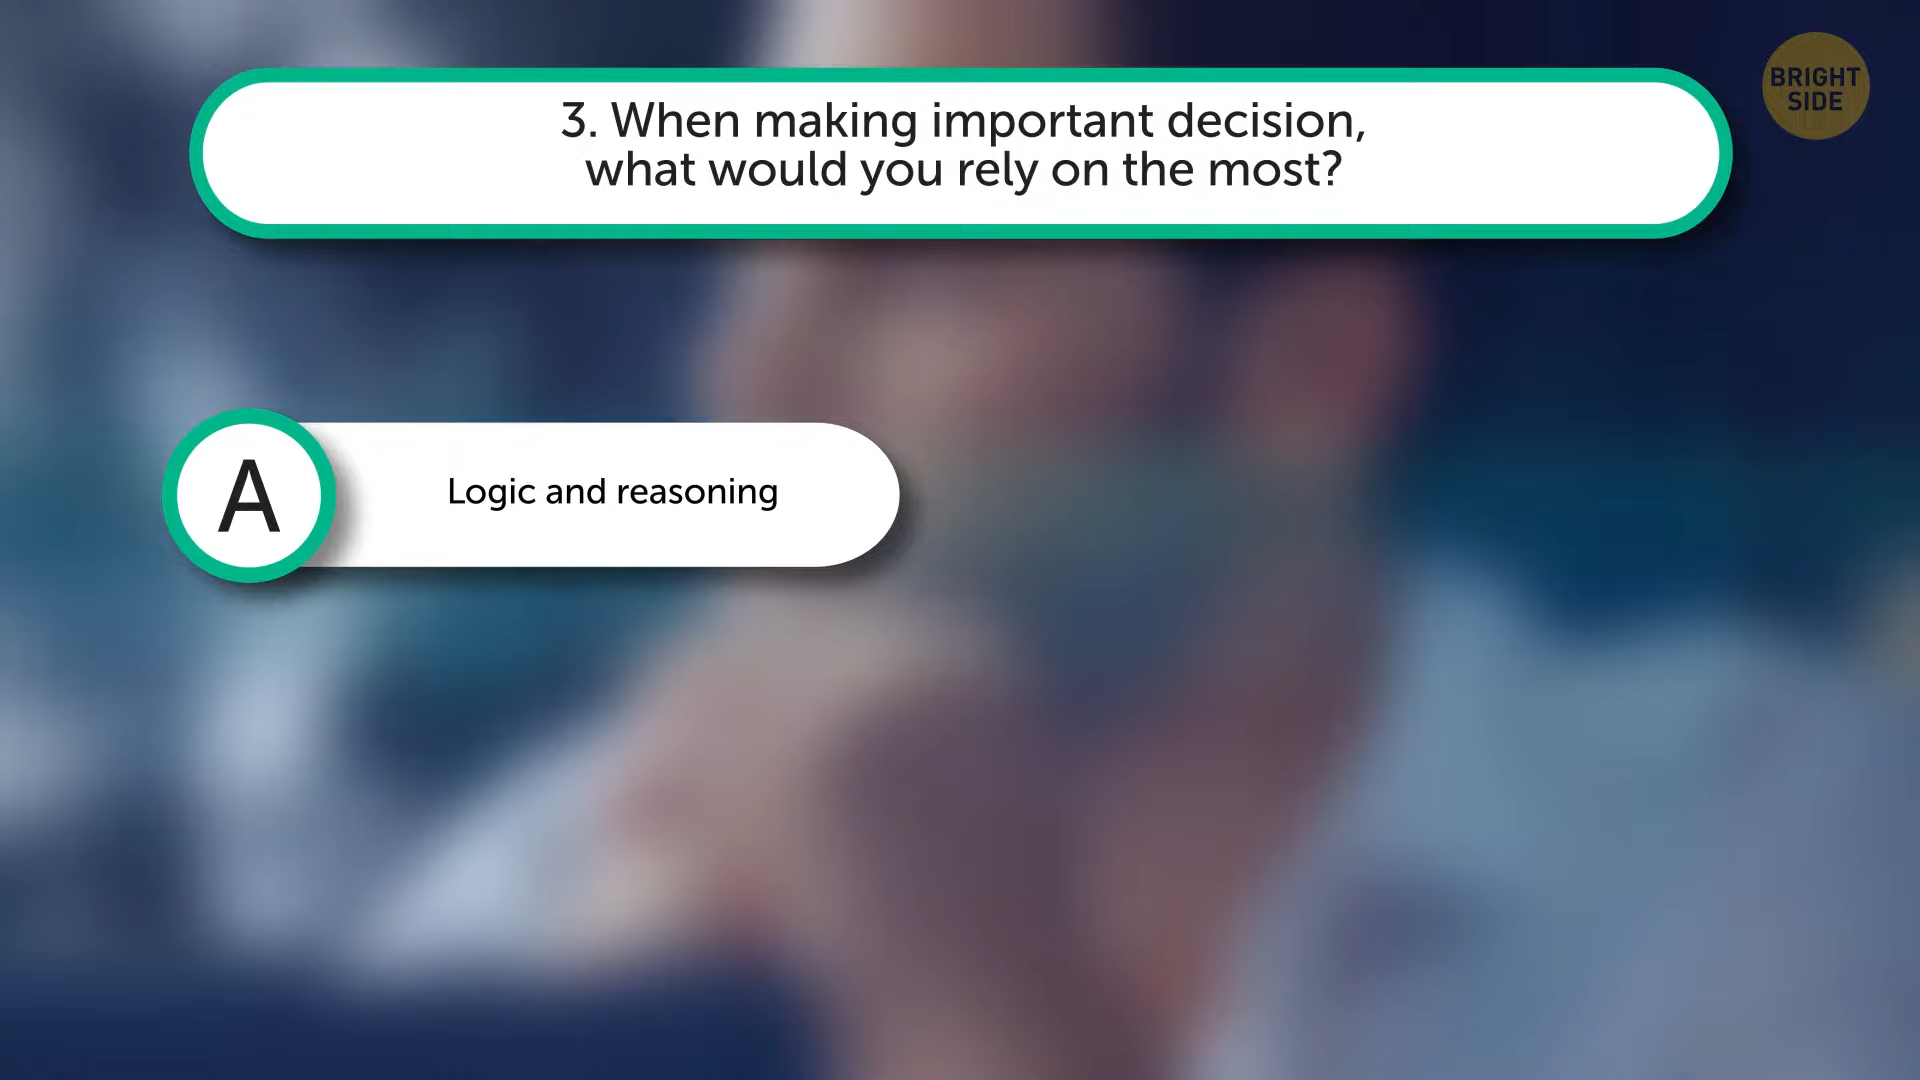 BRIGHT
SIDE
3. When making important decision,
what would you rely on the most?
A
Logic and reasoning